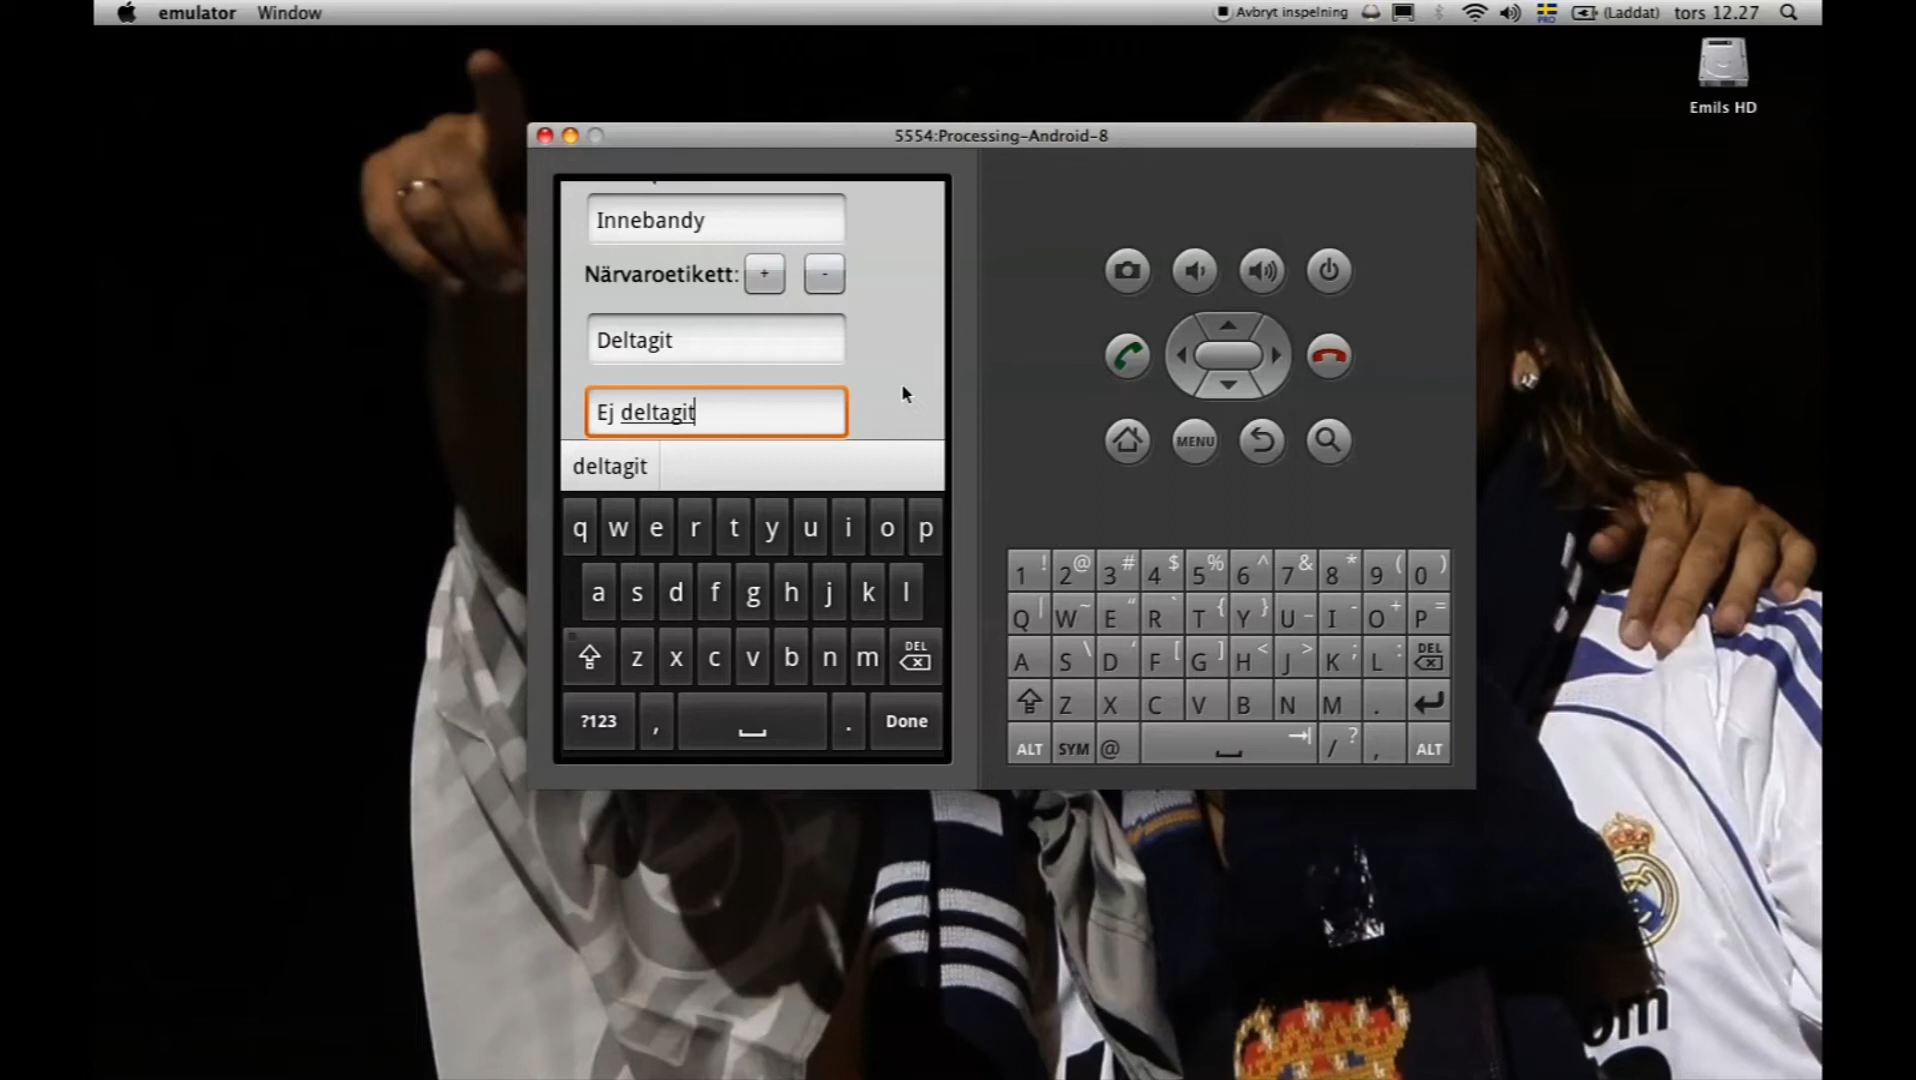 emulator Window
Avbryt inspelning PRO (Laddat) tors 12.27
Emils HD
5554:Processing-Android-8
Innebandy
Närvaroetikett: + -
Deltagit
Ej deltagit
deltagit
q w e r t y u i o p
a s d f g h j k l
z x c v b n m DEL
?123 , . Done
MENU
1 ! 2 @ 3 # 4 $ 5 % 6 ^ 7 & 8 * 9 ( 0 )
Q | W ~ E " R ` T { Y } U _ I - O + P =
A S \ D ' F [ G ] H < J > K ; L : DEL
Z X C V B N M .
ALT SYM @ / ? , ALT
om